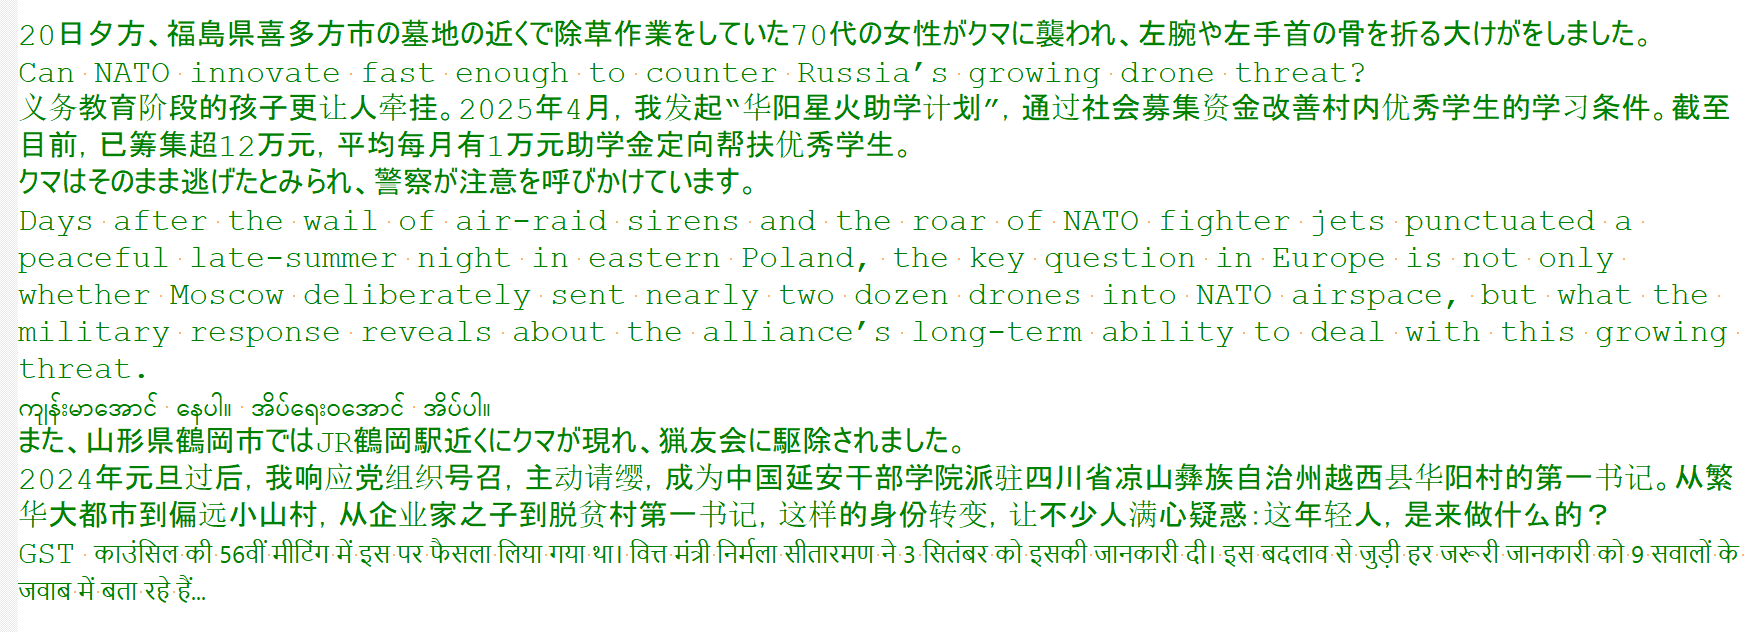 20日夕方、福島県喜多方市の墓地の近くで除草作業をしていた70代の女性がクマに襲われ、左腕や左手首の骨を折る大けがをしました。
Can NATO innovate fast enough to counter Russia’s growing drone threat?
义务教育阶段的孩子更让人牵挂。2025年4月，我发起“华阳星火助学计划”，通过社会募集资金改善村内优秀学生的学习条件。截至
目前，已筹集超12万元，平均每月有1万元助学金定向帮扶优秀学生。
クマはそのまま逃げたとみられ、警察が注意を呼びかけています。
Days after the wail of air-raid sirens and the roar of NATO fighter jets punctuated a
peaceful late-summer night in eastern Poland, the key question in Europe is not only
whether Moscow deliberately sent nearly two dozen drones into NATO airspace, but what the
military response reveals about the alliance’s long-term ability to deal with this growing
threat.
ကျန်းမာအောင် နေပါ။ အိပ်ရေးဝအောင် အိပ်ပါ။
また、山形県鶴岡市ではJR鶴岡駅近くにクマが現れ、猟友会に駆除されました。
2024年元旦过后，我响应党组织号召，主动请缨，成为中国延安干部学院派驻四川省凉山彝族自治州越西县华阳村的第一书记。从繁
华大都市到偏远小山村，从企业家之子到脱贫村第一书记，这样的身份转变，让不少人满心疑惑：这年轻人，是来做什么的？
GST काउंसिल की 56वीं मीटिंग में इस पर फैसला लिया गया था। वित्त मंत्री निर्मला सीतारमण ने 3 सितंबर को इसकी जानकारी दी। इस बदलाव से जुड़ी हर जरूरी जानकारी को 9 सवालों के
जवाब में बता रहे हैं...